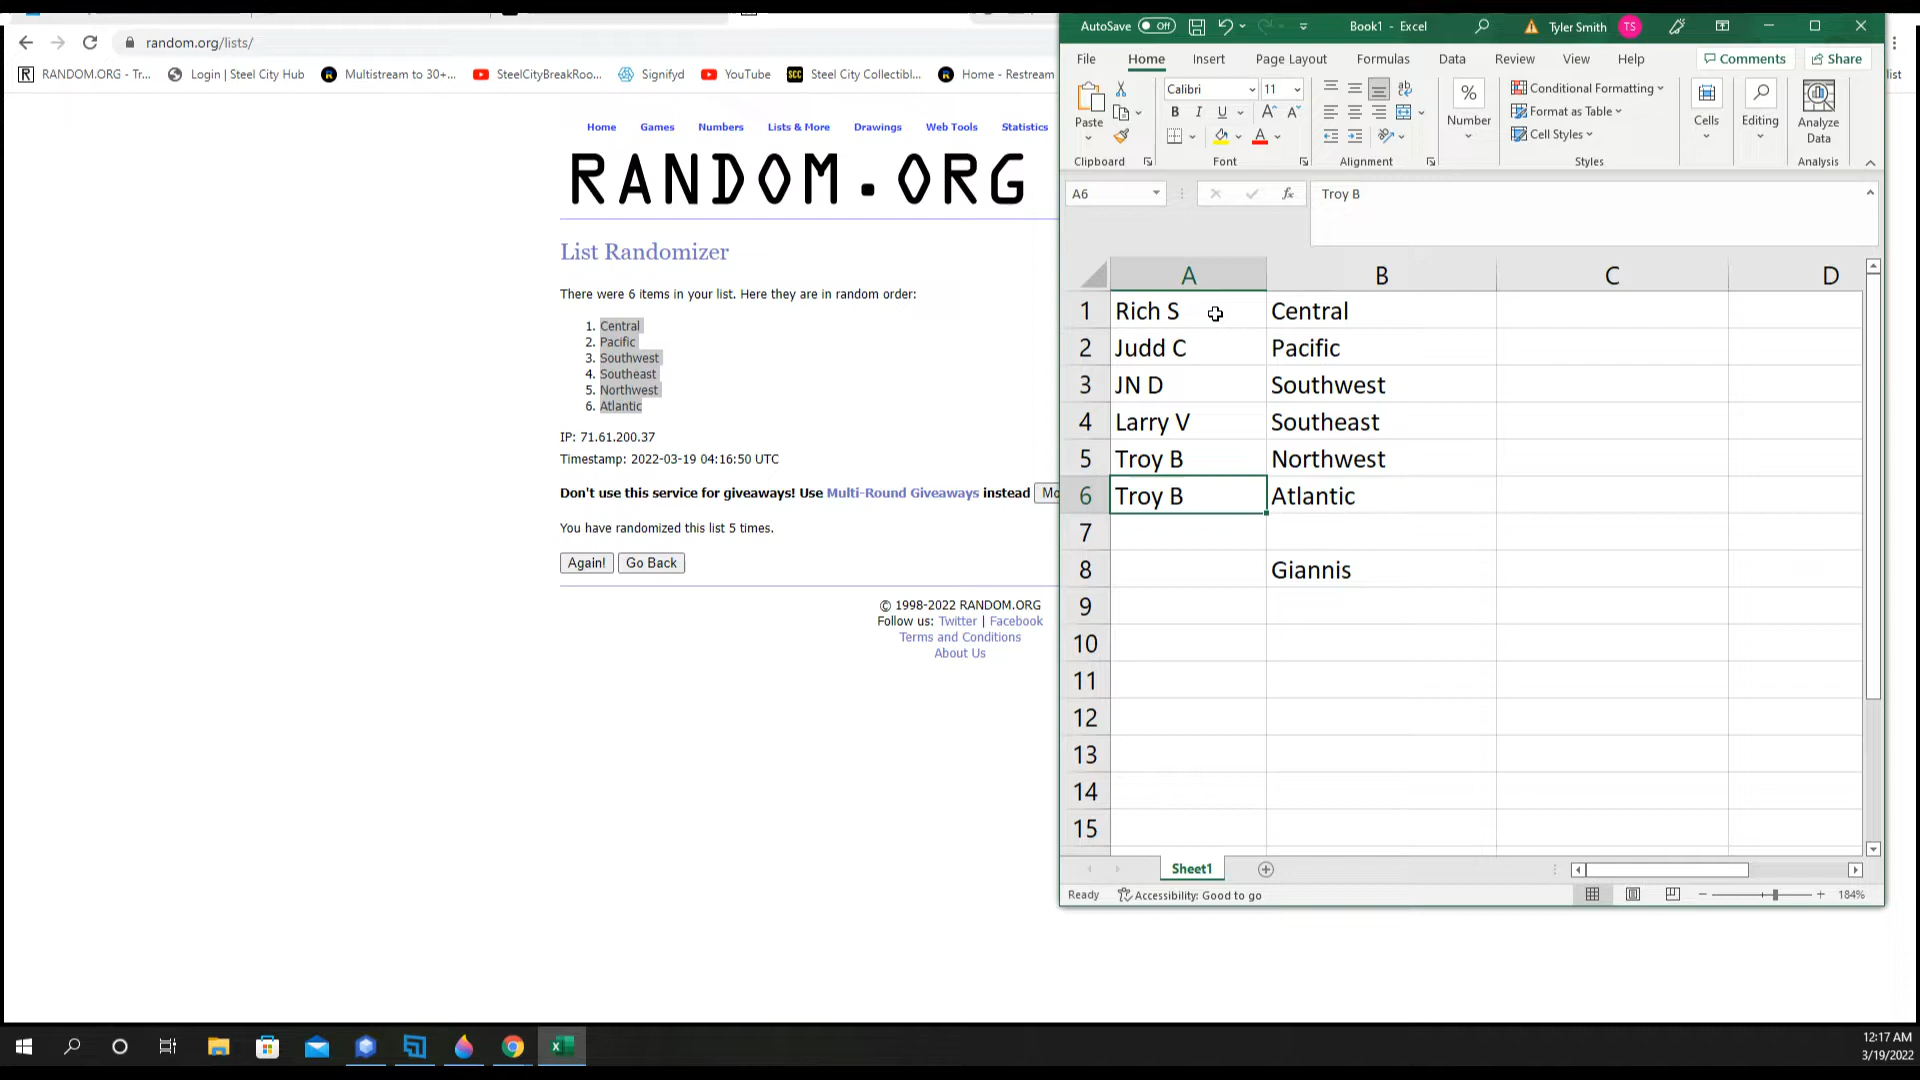 random.org/lists/
RANDOM.ORG - Tr...
Login | Steel City Hub
Multistream to 30+...
SteelCityBreakRoo...
Signifyd
YouTube
SCC Steel City Collectibl...
Home - Restream
list
Home Games Numbers Lists & More Drawings Web Tools Statistics
RANDOM.ORG
List Randomizer
There were 6 items in your list. Here they are in random order:
1. Central
2. Pacific
3. Southwest
4. Southeast
5. Northwest
6. Atlantic
IP: 71.61.200.37
Timestamp: 2022-03-19 04:16:50 UTC
Don't use this service for giveaways! Use Multi-Round Giveaways instead Mo
You have randomized this list 5 times.
Again! Go Back
© 1998-2022 RANDOM.ORG
Follow us: Twitter | Facebook
Terms and Conditions
About Us
AutoSave Off Book1 - Excel Tyler Smith TS
File Home Insert Page Layout Formulas Data Review View Help Comments Share
Paste
Clipboard
Calibri 11
B I U
A A A
Font
Alignment
% Number
Conditional Formatting
Format as Table
Cell Styles
Styles
Cells
Editing
Analyze Data
Analysis
A6 fx Troy B
A B C D
1 Rich S Central
2 Judd C Pacific
3 JN D Southwest
4 Larry V Southeast
5 Troy B Northwest
6 Troy B Atlantic
7
8 Giannis
9
10
11
12
13
14
15
Sheet1
Ready Accessibility: Good to go 184%
12:17 AM
3/19/2022